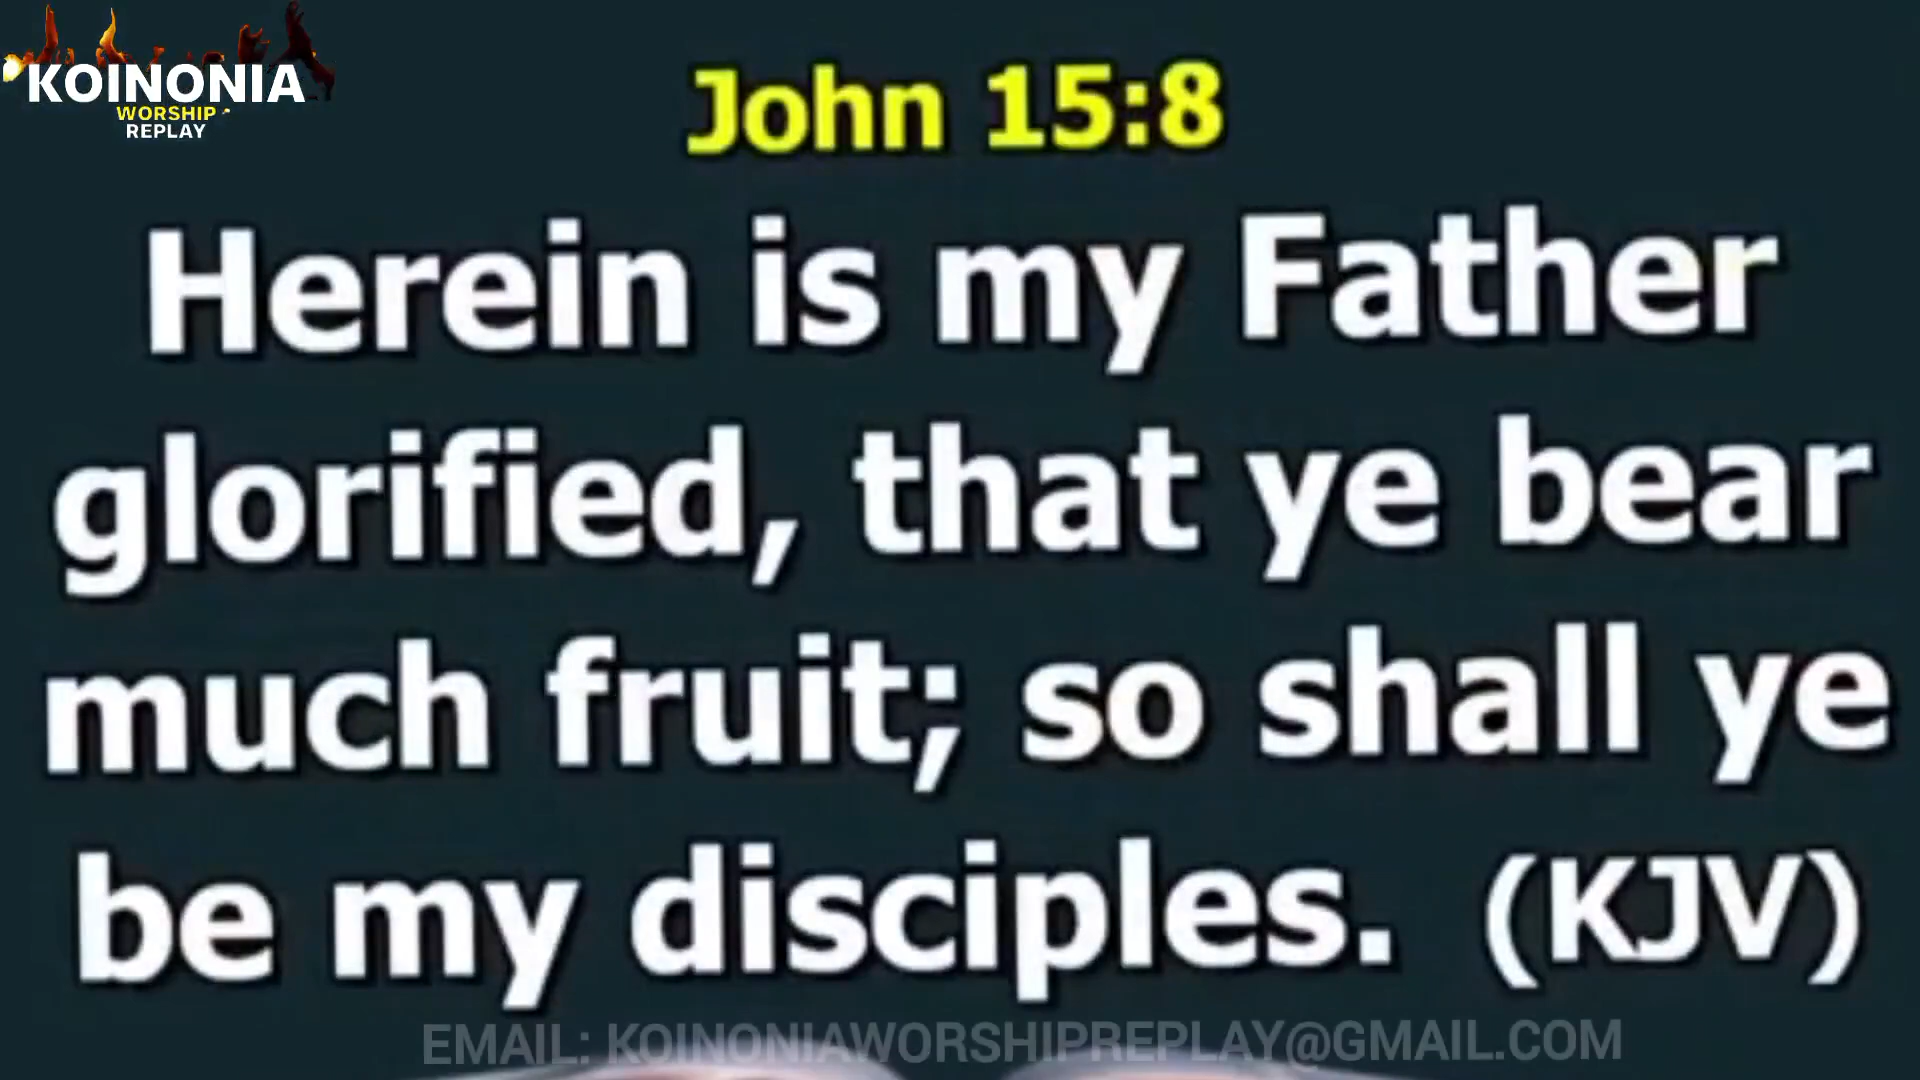 KOINONIA
WORSHIP
REPLAY
John 15:8
Herein is my Father
glorified, that ye bear
much fruit; so shall ye
be my disciples. (KJV)
EMAIL: KOINONIAWORSHIPREPLAY@GMAIL.COM